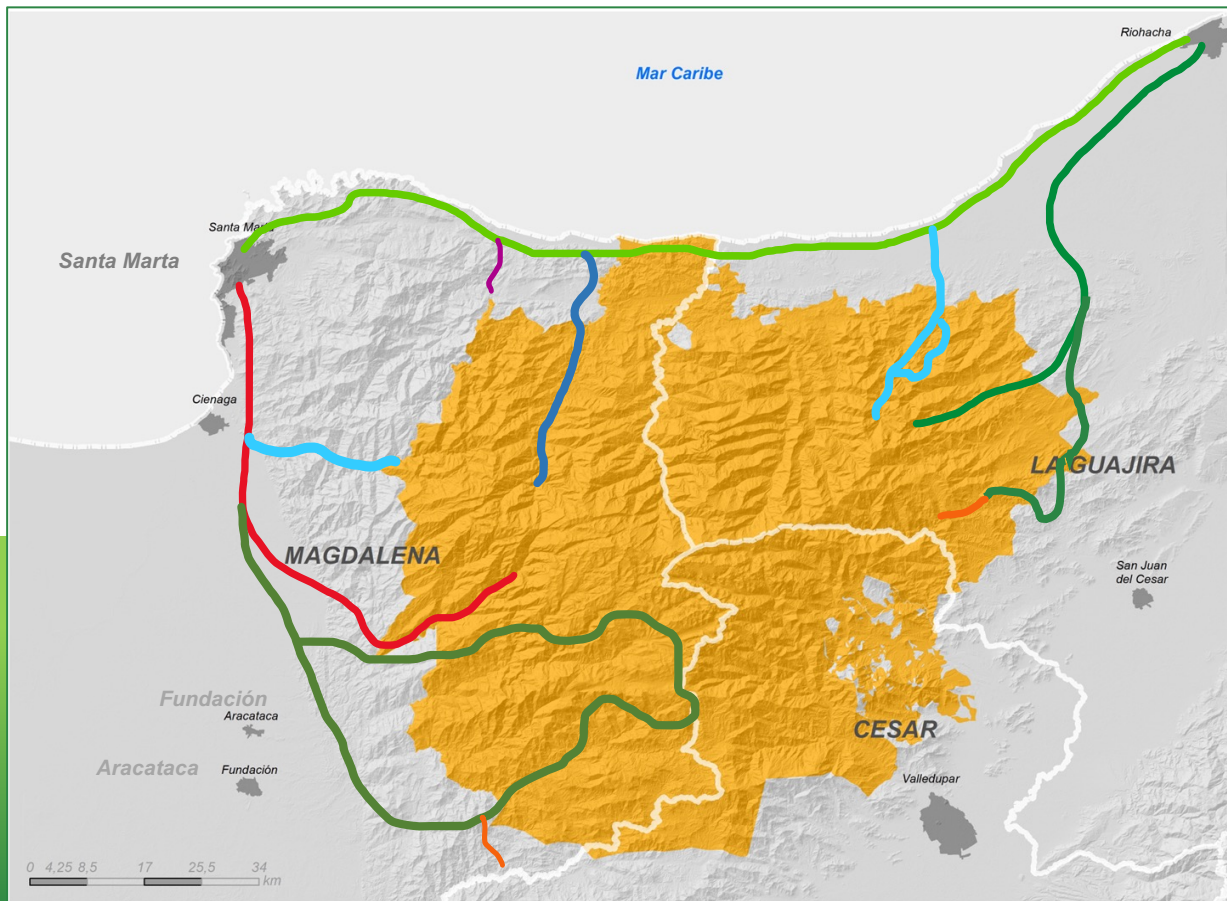 Riohacha
Mar Caribe
Santa Marta
Santa Marta
Cienaga
LA GUAJIRA
MAGDALENA
San Juan
del Cesar
Fundación
Aracataca
CESAR
Aracataca
Fundación
Valledupar
0 4,25 8,5 17 25,5 34
km